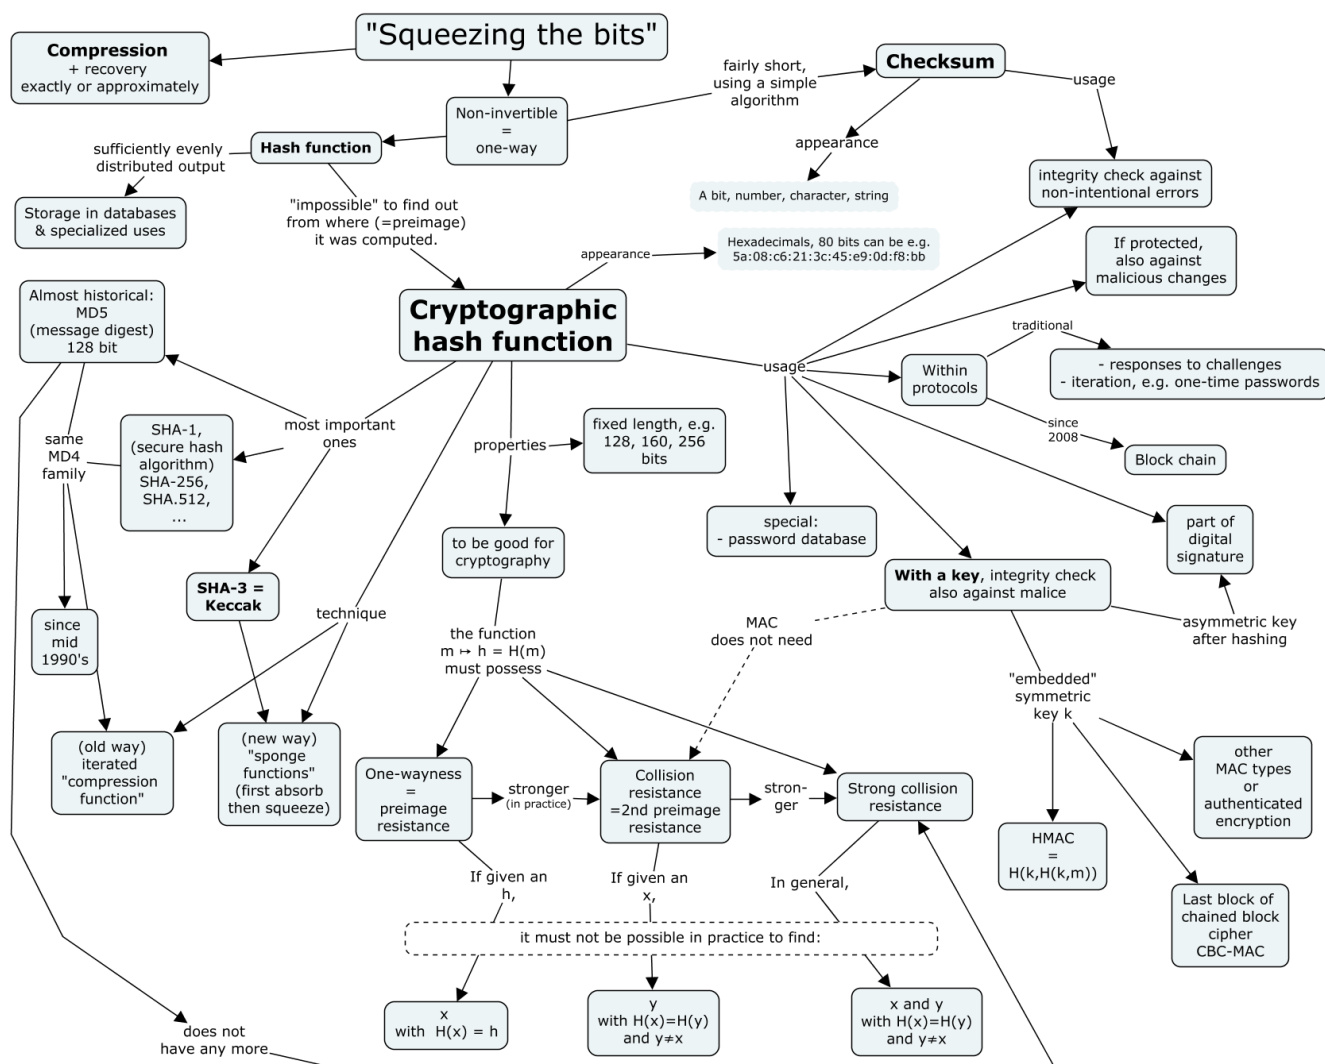 "Squeezing the bits"
Compression
+ recovery
exactly or approximately
Non-invertible
=
one-way
fairly short,
using a simple
algorithm
Checksum
usage
appearance
A bit, number, character, string
integrity check against
non-intentional errors
Hash function
sufficiently evenly
distributed output
Storage in databases
& specialized uses
"impossible" to find out
from where (=preimage)
it was computed.
appearance
Hexadecimals, 80 bits can be e.g.
5a:08:c6:21:3c:45:e9:0d:f8:bb
If protected,
also against
malicious changes
Cryptographic
hash function
Almost historical:
MD5
(message digest)
128 bit
usage
Within
protocols
traditional
- responses to challenges
- iteration, e.g. one-time passwords
since
2008
Block chain
most important
ones
same
MD4
family
SHA-1,
(secure hash
algorithm)
SHA-256,
SHA.512,
...
properties
fixed length, e.g.
128, 160, 256
bits
special:
- password database
part of
digital
signature
to be good for
cryptography
With a key, integrity check
also against malice
SHA-3 =
Keccak
technique
since
mid
1990's
the function
m ↦ h = H(m)
must possess
MAC
does not need
asymmetric key
after hashing
"embedded"
symmetric
key k
(old way)
iterated
"compression
function"
(new way)
"sponge
functions"
(first absorb
then squeeze)
One-wayness
=
preimage
resistance
stronger
(in practice)
Collision
resistance
=2nd preimage
resistance
stron-
ger
Strong collision
resistance
other
MAC types
or
authenticated
encryption
HMAC
=
H(k,H(k,m))
Last block of
chained block
cipher
CBC-MAC
If given an
h,
If given an
x,
In general,
it must not be possible in practice to find:
x
with H(x) = h
y
with H(x)=H(y)
and y≠x
x and y
with H(x)=H(y)
and y≠x
does not
have any more